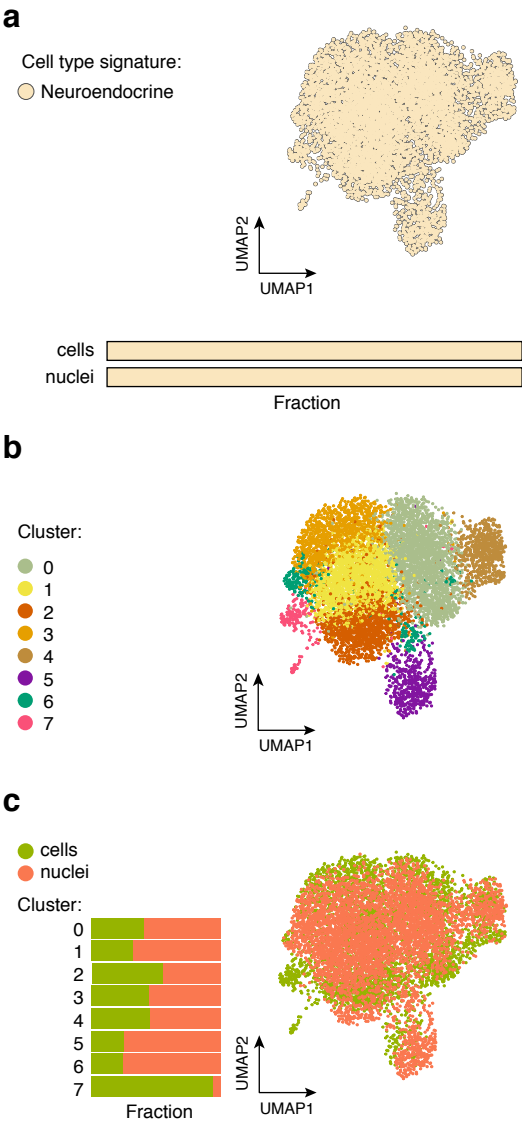 a
Cell type signature:
Neuroendocrine
UMAP2
UMAP1
cells
nuclei
Fraction
b
Cluster:
0
1
2
3
4
5
6
7
UMAP2
UMAP1
c
cells
nuclei
Cluster:
0
1
2
3
4
5
6
7
Fraction
UMAP2
UMAP1